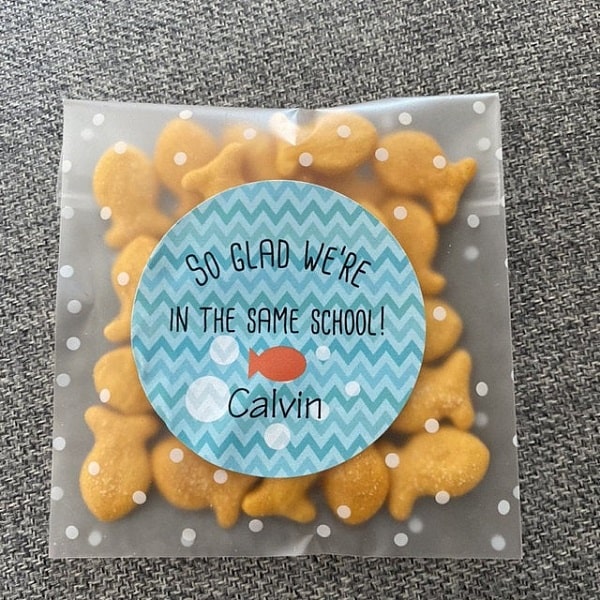 SO GLAD WE'RE
IN THE SAME SCHOOL!
Calvin